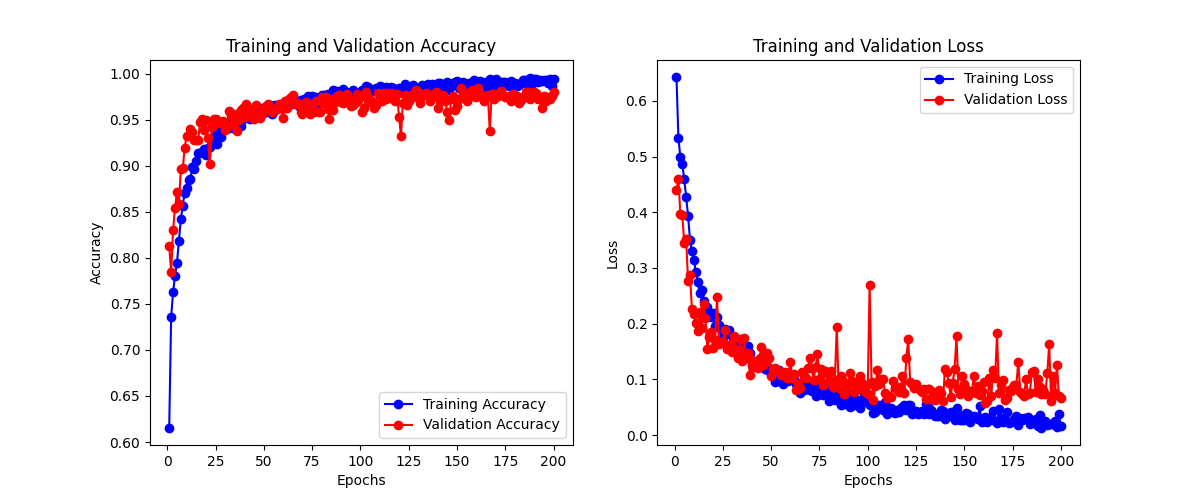 Training and Validation Accuracy
1.00
0.95
0.90
0.85
0.80
0.75
0.70
0.65
0.60
Accuracy
Training Accuracy
Validation Accuracy
0 25 50 75 100 125 150 175 200
Epochs
Training and Validation Loss
Training Loss
Validation Loss
0.6
0.5
0.4
0.3
0.2
0.1
0.0
Loss
0 25 50 75 100 125 150 175 200
Epochs